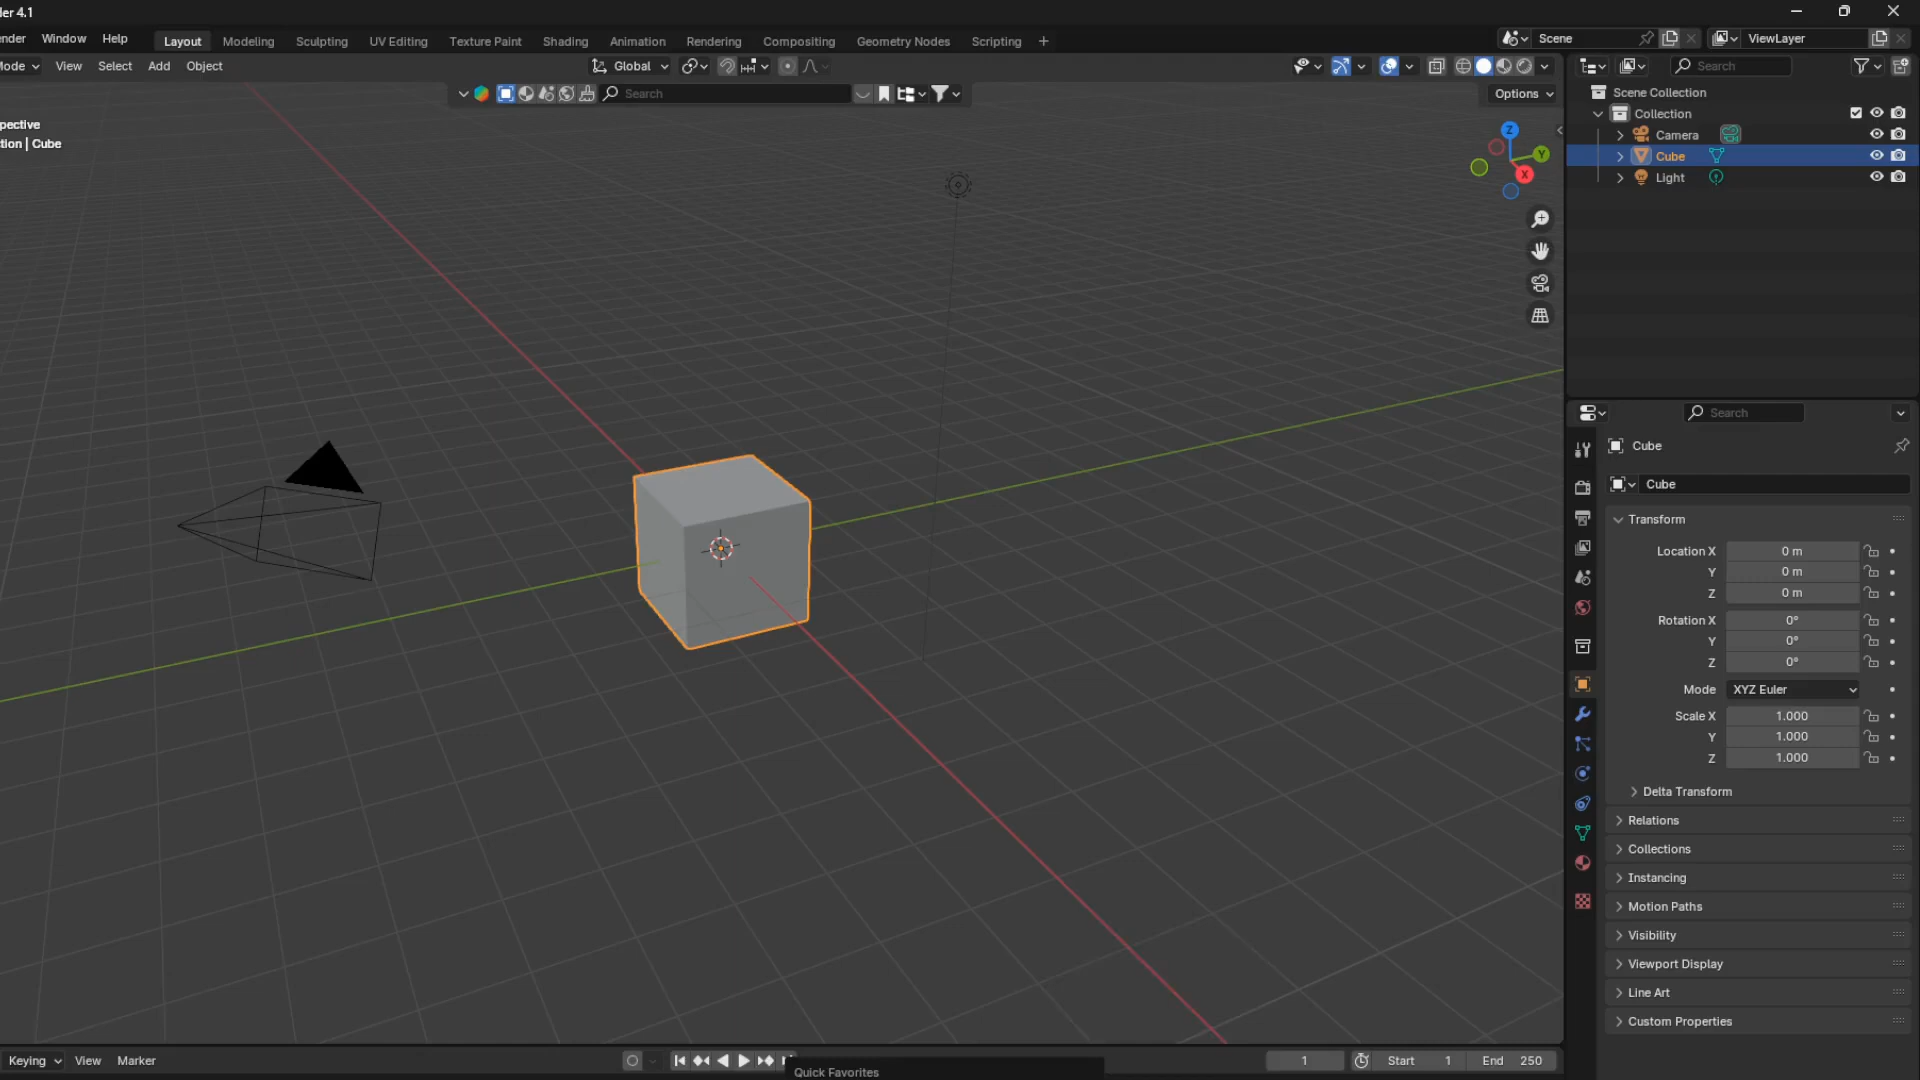 der 4.1
ender Window Help Layout Modeling Sculpting UV Editing Texture Paint Shading Animation Rendering Compositing Geometry Nodes Scripting + Scene ViewLayer
Mode View Select Add Object Global Search
Search Options
Scene Collection
Collection
Camera
Cube
Light
pective
tion | Cube
Z
Y
X
Search
Cube
Cube
Transform
Location X 0 m
Y 0 m
Z 0 m
Rotation X 0°
Y 0°
Z 0°
Mode XYZ Euler
Scale X 1.000
Y 1.000
Z 1.000
Delta Transform
Relations
Collections
Instancing
Motion Paths
Visibility
Viewport Display
Line Art
Custom Properties
Keying View Marker 1 Start 1 End 250
Quick Favorites